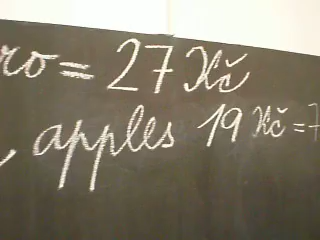 ro = 27 Kč
apples 19 Kč = 7